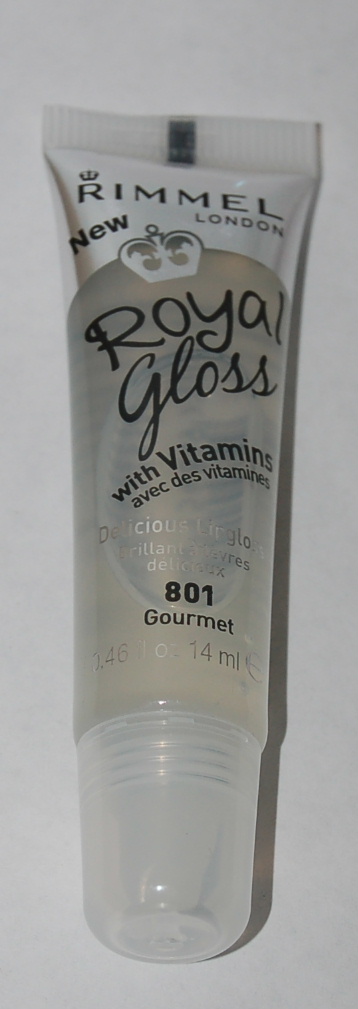 RIMMEL
LONDON
New
Royal
Gloss
with Vitamins
avec des vitamines
Delicious Lipgloss
Brillant à lèvres
délicieux
801
Gourmet
0.46 fl oz 14 ml